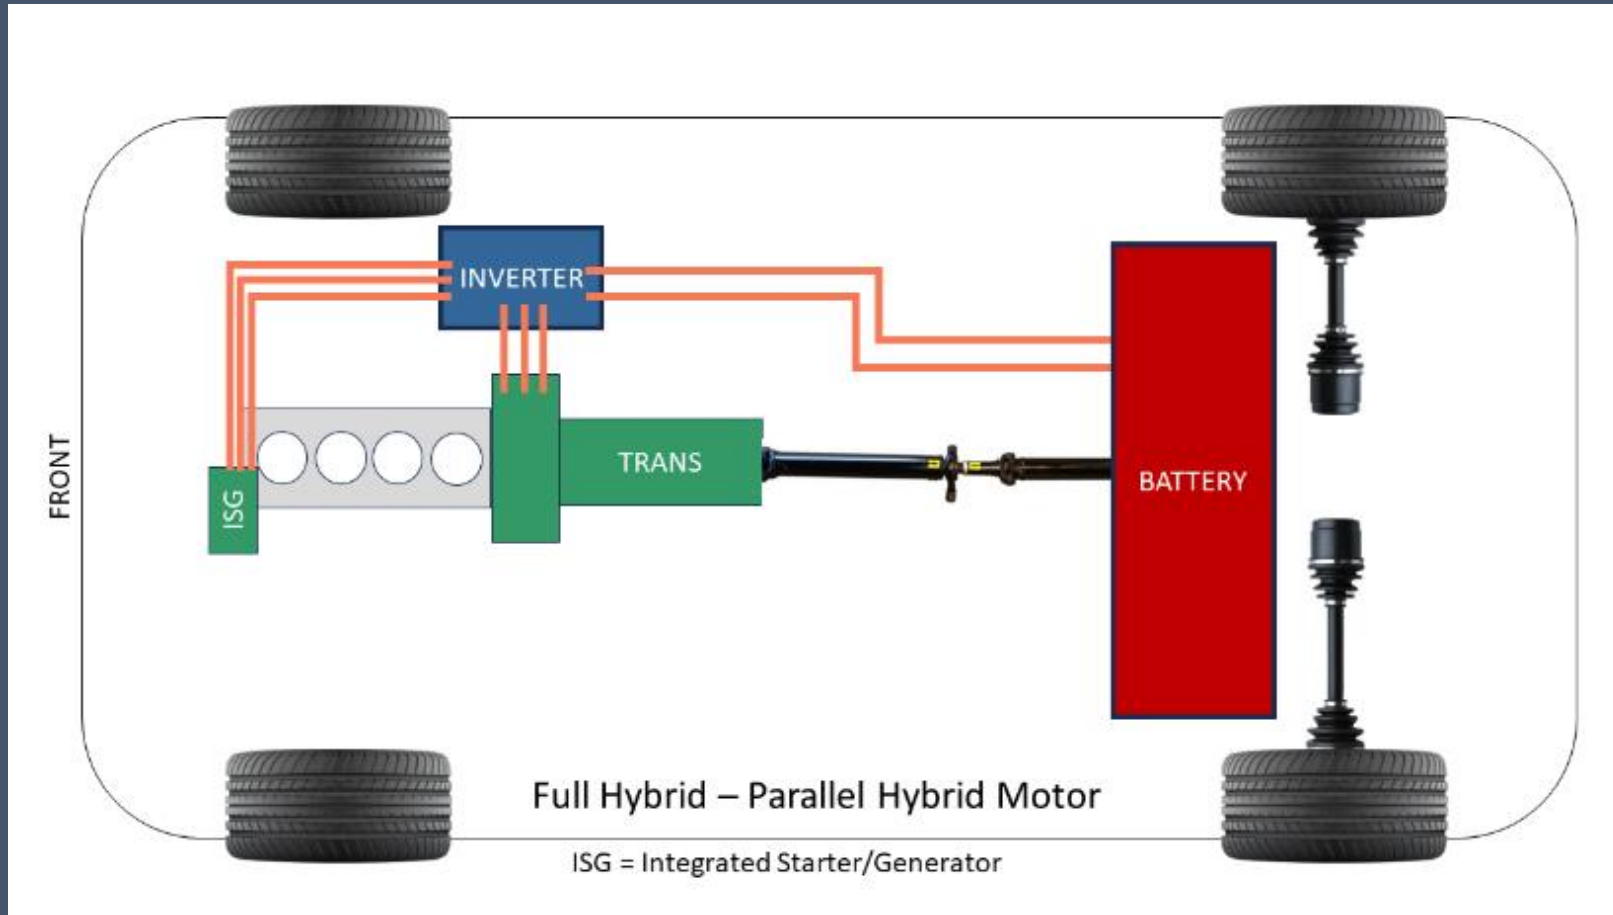 INVERTER
FRONT
ISG
TRANS
BATTERY
Full Hybrid – Parallel Hybrid Motor
ISG = Integrated Starter/Generator